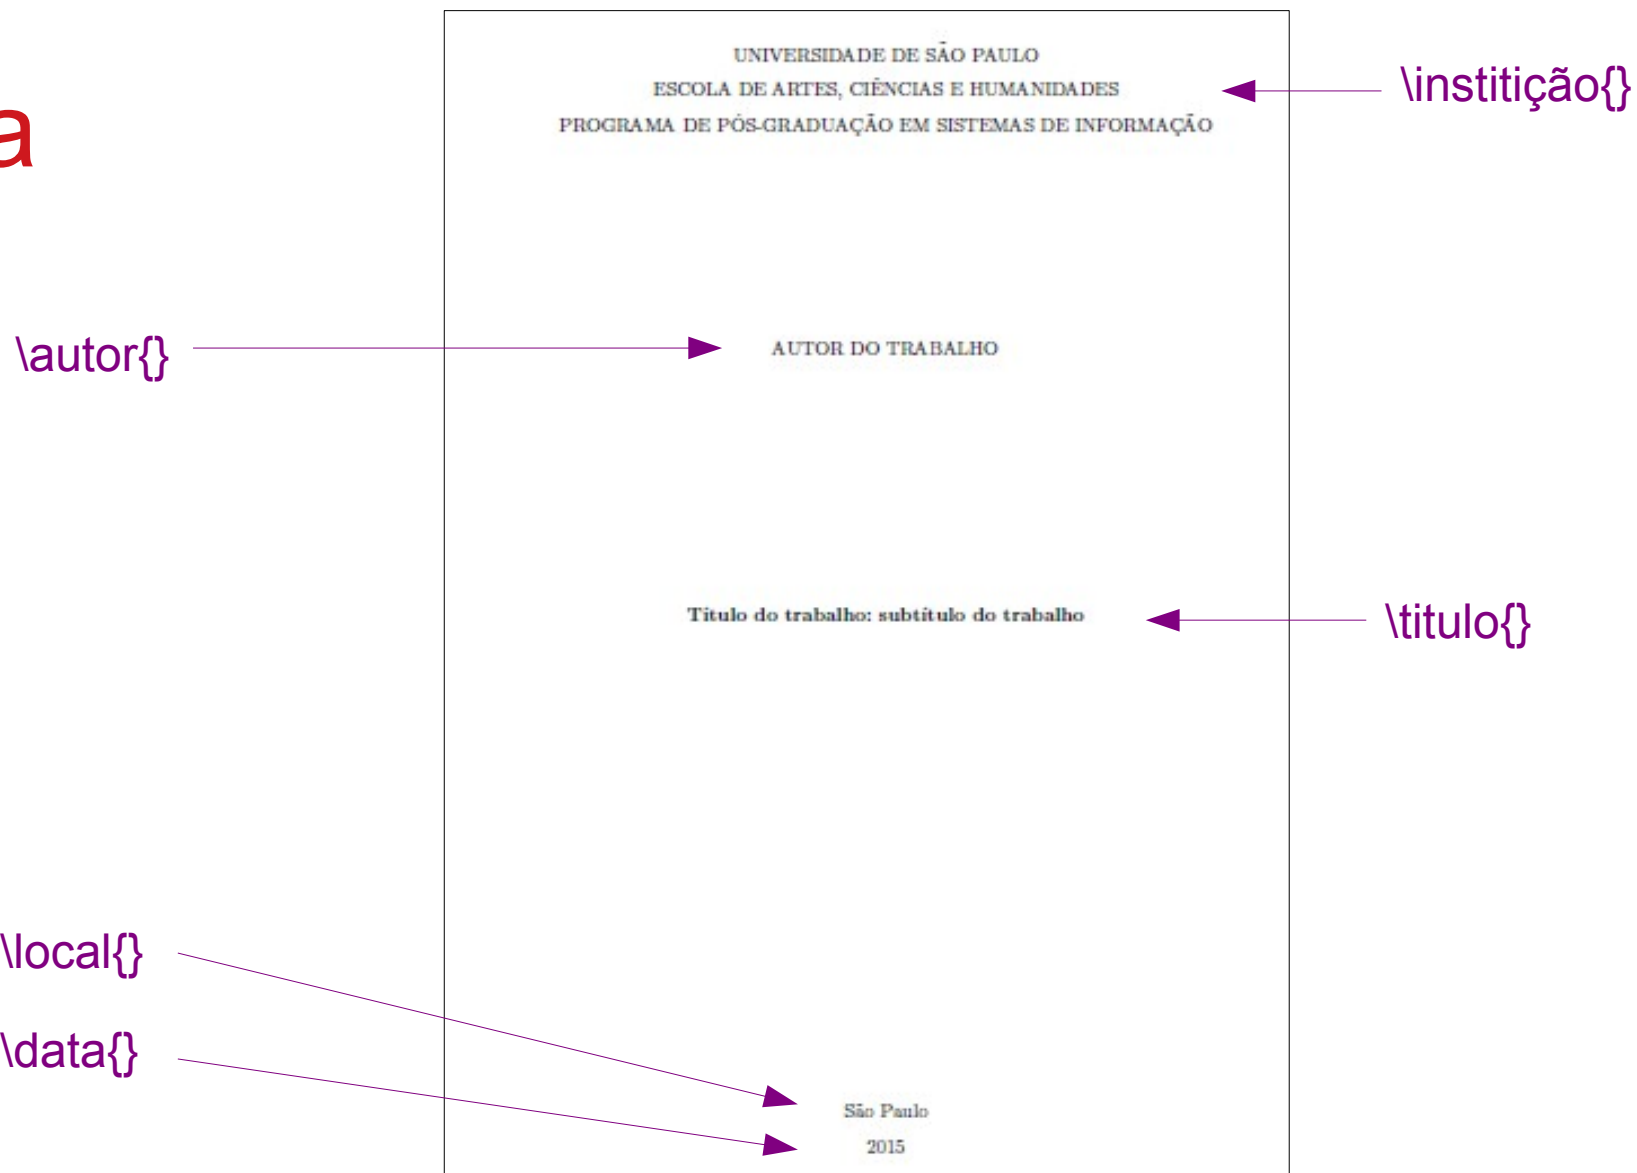 UNIVERSIDADE DE SÃO PAULO
ESCOLA DE ARTES, CIÊNCIAS E HUMANIDADES
PROGRAMA DE PÓS-GRADUAÇÃO EM SISTEMAS DE INFORMAÇÃO
\instituição{}
a
\autor{}
AUTOR DO TRABALHO
Título do trabalho: subtítulo do trabalho
\titulo{}
\local{}
\data{}
São Paulo
2015